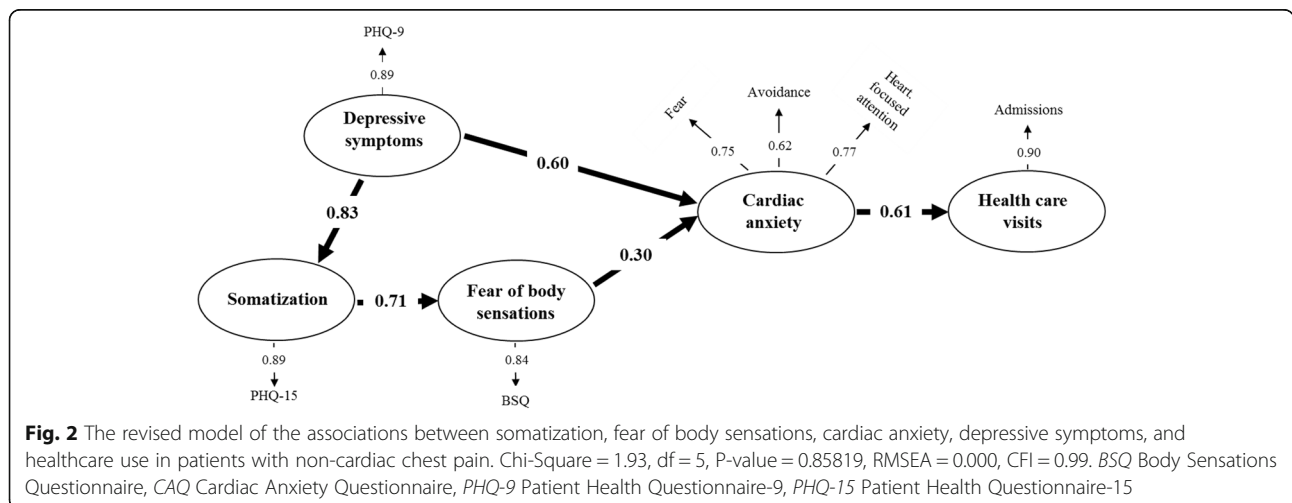 PHQ-9
0.89
Depressive
symptoms
Fear
Avoidance
Heart.
focused
attention
Admissions
0.75
0.62
0.77
0.90
0.60
Cardiac
anxiety
0.61
Health care
visits
0.83
0.30
Somatization
0.71
Fear of body
sensations
0.89
0.84
PHQ-15
BSQ
Fig. 2 The revised model of the associations between somatization, fear of body sensations, cardiac anxiety, depressive symptoms, and
healthcare use in patients with non-cardiac chest pain. Chi-Square = 1.93, df = 5, P-value = 0.85819, RMSEA = 0.000, CFI = 0.99. BSQ Body Sensations
Questionnaire, CAQ Cardiac Anxiety Questionnaire, PHQ-9 Patient Health Questionnaire-9, PHQ-15 Patient Health Questionnaire-15